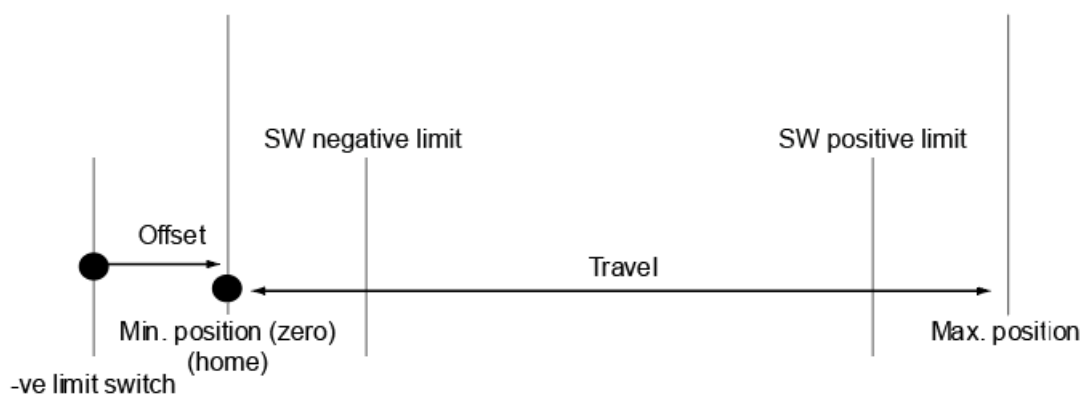 SW negative limit
SW positive limit
Offset
Travel
Min. position (zero)
(home)
Max. position
-ve limit switch